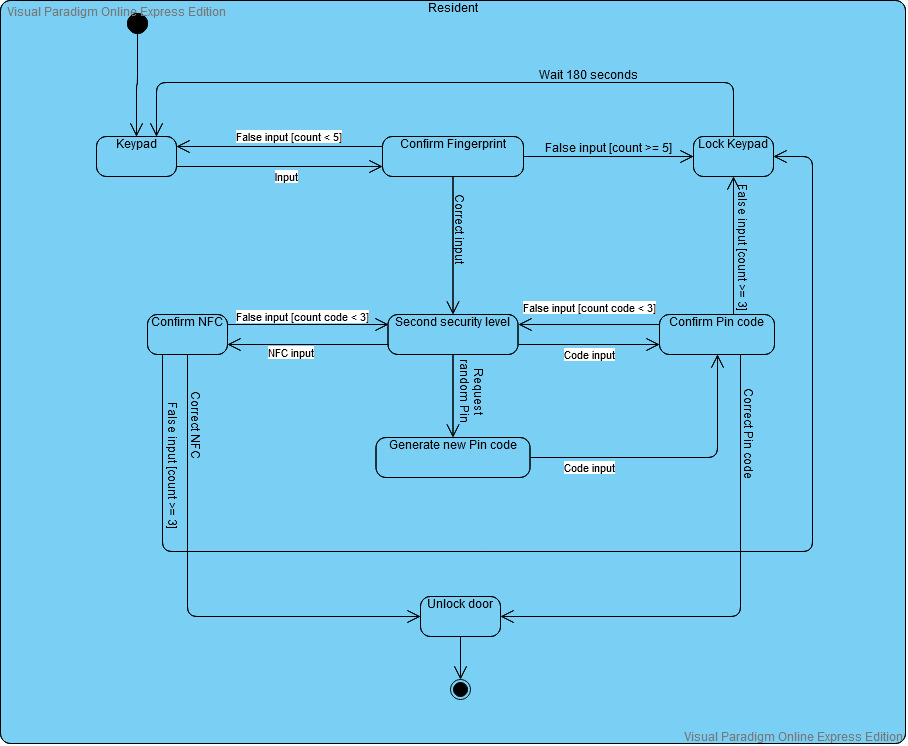 Resident
Visual Paradigm Online Express Edition
Wait 180 seconds
Keypad
False input [count < 5]
Input
Confirm Fingerprint
False input [count >= 5]
Lock Keypad
Correct input
False input [count >= 3]
Confirm NFC
False input [count code < 3]
NFC input
Second security level
False input [count code < 3]
Code input
Confirm Pin code
Request
random Pin
Correct NFC
False input [count >= 3]
Correct Pin code
Generate new Pin code
Code input
Unlock door
Visual Paradigm Online Express Edition